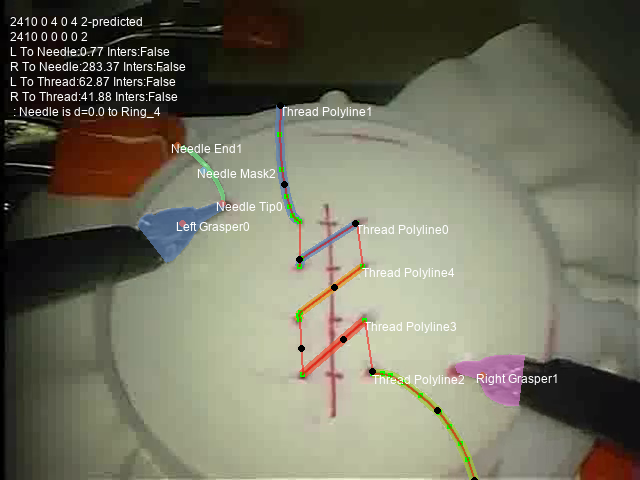 2410 0 4 0 4 2-predicted
2410 0 0 0 0 2
L To Needle:0.77 Inters:False
R To Needle:283.37 Inters:False
L To Thread:62.87 Inters:False
R To Thread:41.88 Inters:False
: Needle is d=0.0 to Ring_4
Thread Polyline1
Needle End1
Needle Mask2
Needle Tip0
Left Grasper0
Thread Polyline0
Thread Polyline4
Thread Polyline3
Thread Polyline2
Right Grasper1